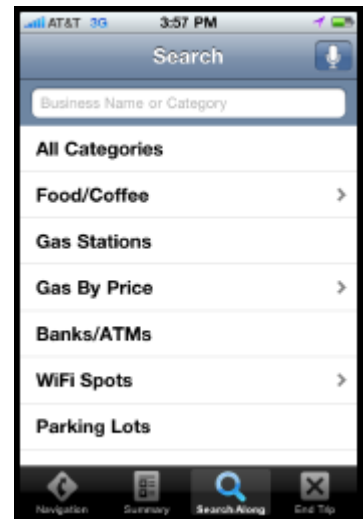 AT&T 3G 3:57 PM
Search
Business Name or Category
All Categories
Food/Coffee
Gas Stations
Gas By Price
Banks/ATMs
WiFi Spots
Parking Lots
Navigation Summary Search Along End Trip